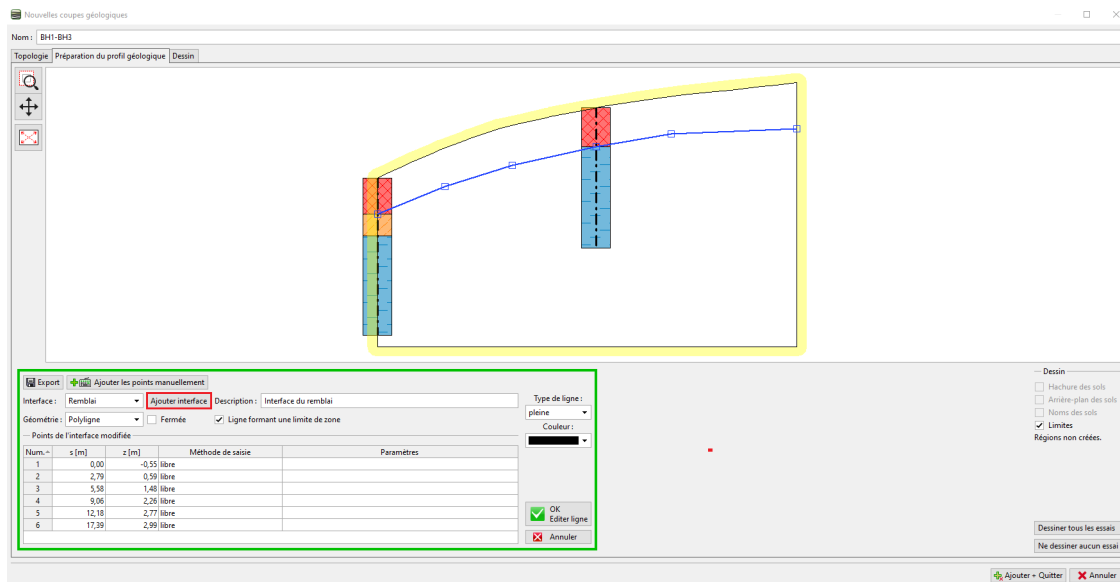 Nouvelles coupes géologiques
Nom : BH1-BH3
Topologie Préparation du profil géologique Dessin
Export Ajouter les points manuellement
Interface : Remblai Ajouter interface Description : Interface du remblai
Géométrie : Polyligne Fermée Ligne formant une limite de zone
Type de ligne :
pleine
Couleur :
Points de l'interface modifiée
Num. s [m] z [m] Méthode de saisie Paramètres
1 0,00 -0,55 libre
2 2,79 0,59 libre
3 5,58 1,48 libre
4 9,06 2,26 libre
5 12,18 2,77 libre
6 17,39 2,99 libre
OK
Editer ligne
Annuler
Dessin
Hachure des sols
Arrière-plan des sols
Noms des sols
Limites
Régions non créées.
Dessiner tous les essais
Ne dessiner aucun essai
Ajouter + Quitter Annuler